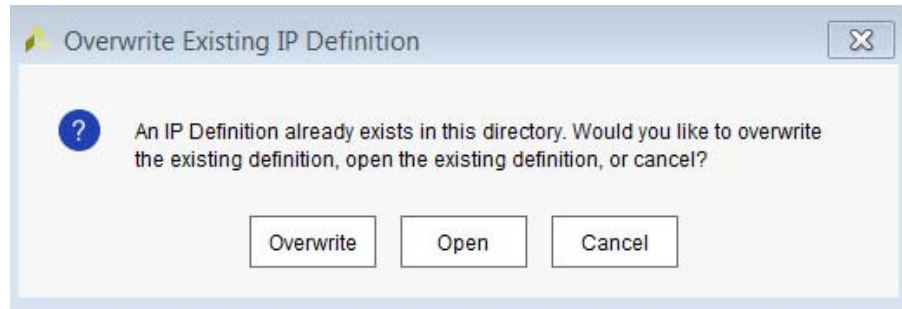 Overwrite Existing IP Definition
?
An IP Definition already exists in this directory. Would you like to overwrite
the existing definition, open the existing definition, or cancel?
Overwrite Open Cancel